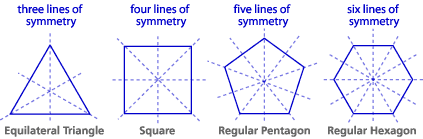 three lines of
symmetry
four lines of
symmetry
five lines of
symmetry
six lines of
symmetry
Equilateral Triangle
Square
Regular Pentagon
Regular Hexagon